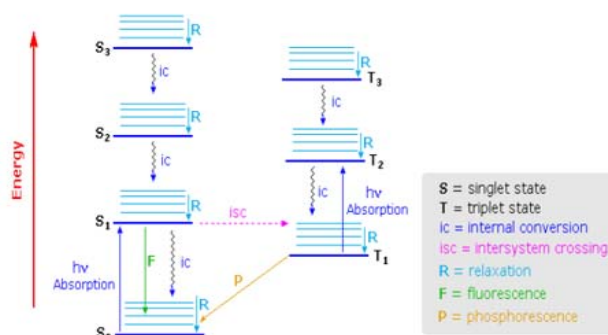 S3
R
ic
T3
R
ic
S2
R
ic
T2
R
ic
hν
Absorption
S1
R
isc
T1
R
hν
Absorption
F
ic
P
R
Energy
S = singlet state
T = triplet state
ic = internal conversion
isc = intersystem crossing
R = relaxation
F = fluorescence
P = phosphorescence